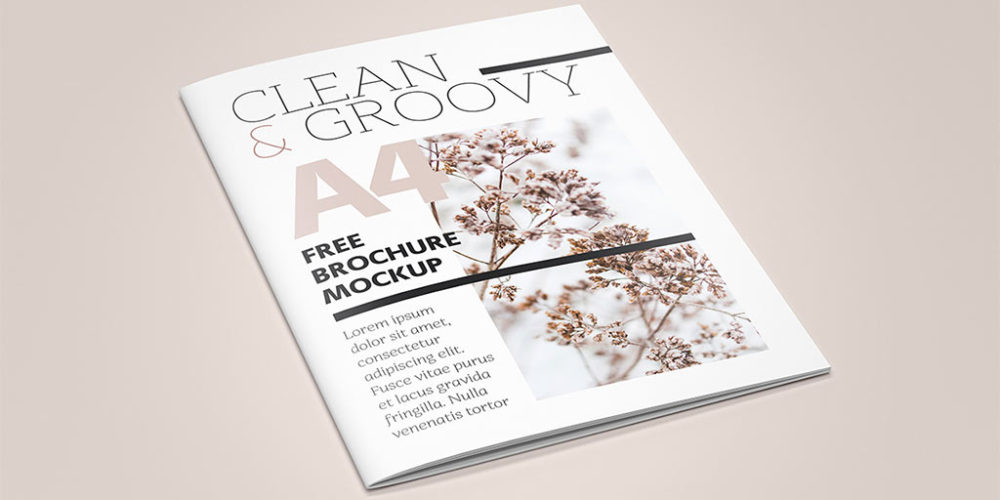 CLEAN
& GROOVY
A4
FREE
BROCHURE
MOCKUP
Lorem ipsum
dolor sit amet,
consectetur
adipiscing elit.
Fusce vitae purus
et lacus gravida
fringilla. Nulla
venenatis tortor